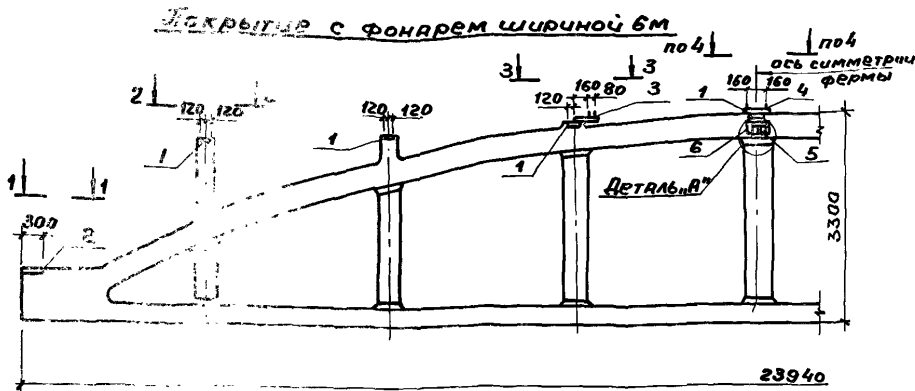 Покрытие с фонарем шириной 6м
по 4 по 4
ось симметрии
фермы
3 3
160 80 3
120
160 160
1 4
2
120 120
120 120
1
1
1
6 5
Деталь „А"
1 1
300 2
3300
23940